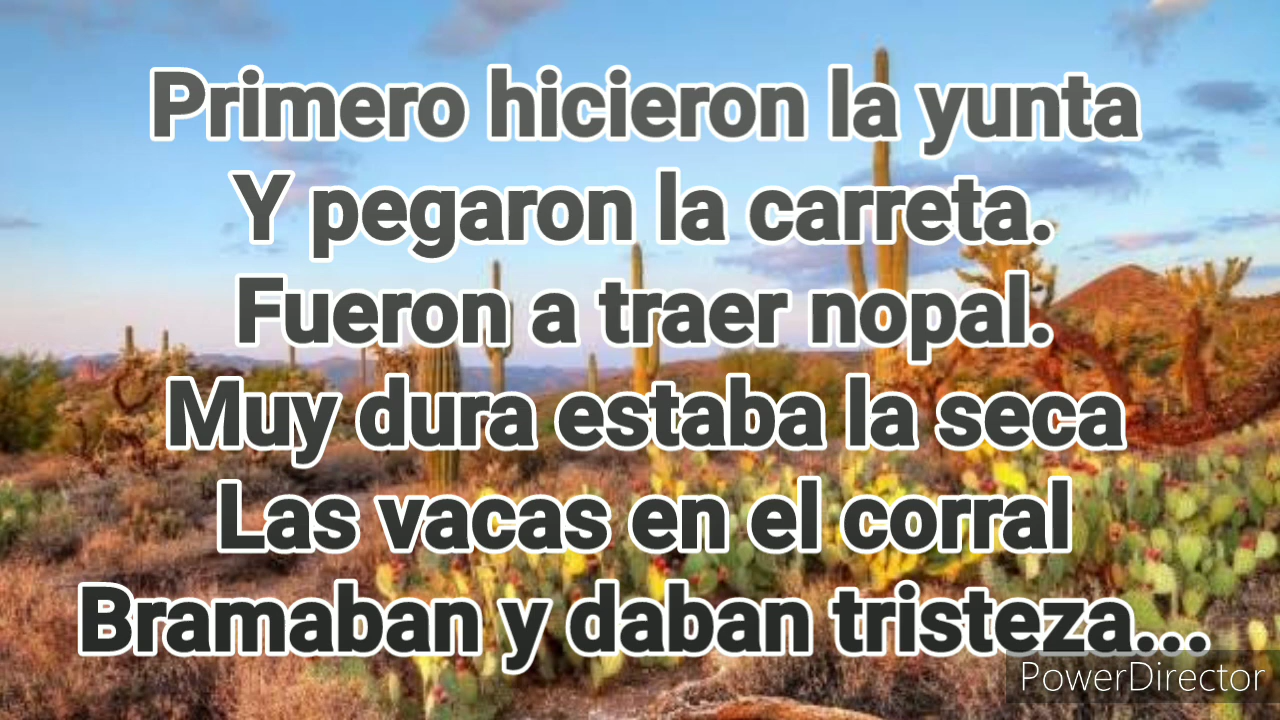 Primero hicieron la yunta
Y pegaron la carreta.
Fueron a traer nopal.
Muy dura estaba la seca
Las vacas en el corral
Bramaban y daban tristeza...
PowerDirector